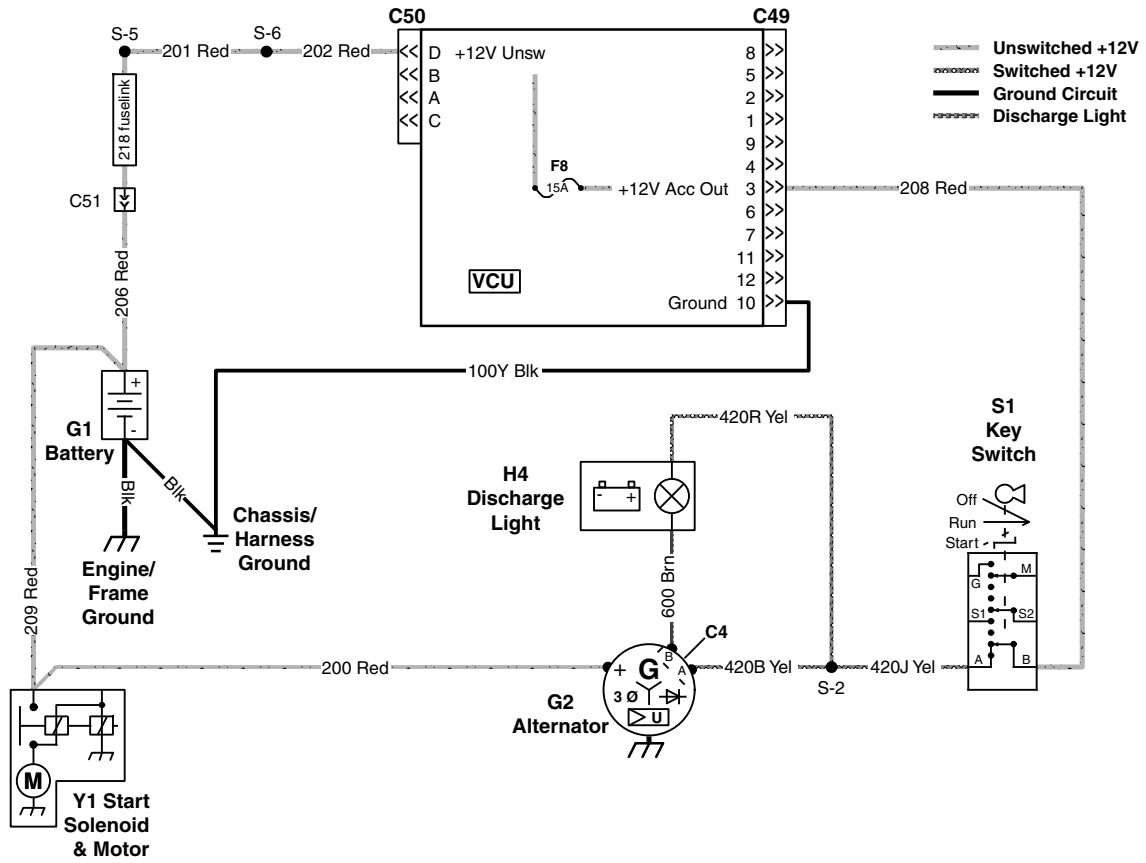 C50
C49
S-5
S-6
201 Red
202 Red
D
+12V Unsw
B
A
C
8
5
2
1
9
4
3
6
7
11
12
10
Unswitched +12V
Switched +12V
Ground Circuit
Discharge Light
218 fuselink
C51
F8
15A
+12V Acc Out
208 Red
206 Red
VCU
Ground
100Y Blk
+
-
G1
Battery
Blk
Blk
Chassis/
Harness
Ground
Engine/
Frame
Ground
209 Red
420R Yel
H4
Discharge
Light
-
+
600 Brn
S1
Key
Switch
Off
Run
Start
G
M
S1
S2
A
B
C4
200 Red
+
G
B
A
3 Ø
U
G2
Alternator
420B Yel
S-2
420J Yel
M
Y1 Start
Solenoid
& Motor